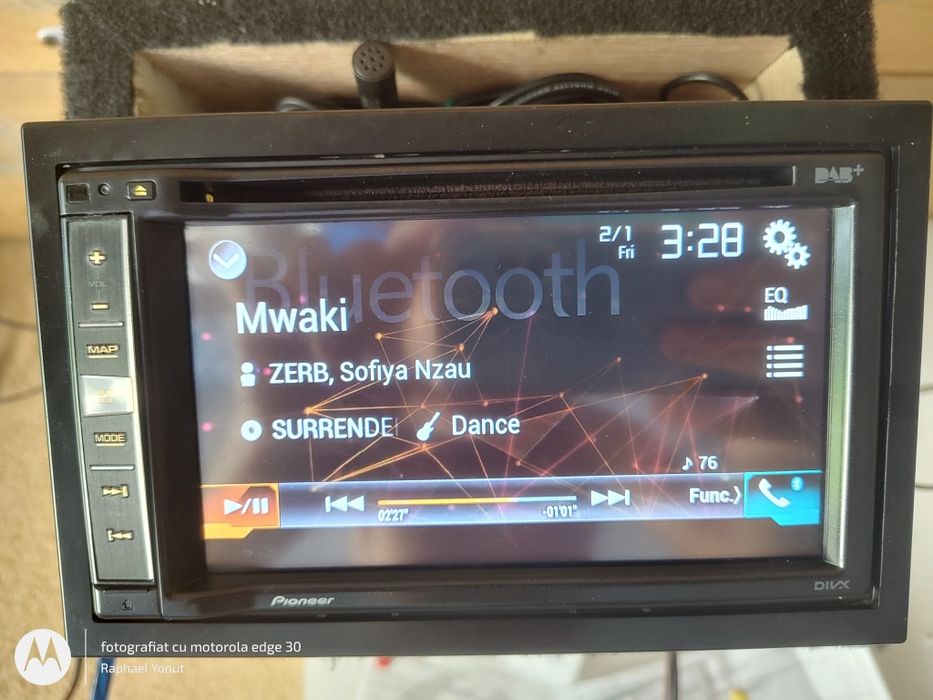 DAB+
2/1
Fri
3:28
Bluetooth
EQ
Mwaki
ZERB, Sofiya Nzau
SURRENDE
Dance
76
02'27"
-01'01"
Func.
+
VOL
−
MAP
MODE
Pioneer
DIVX
fotografiat cu motorola edge 30
Raphael Yonut